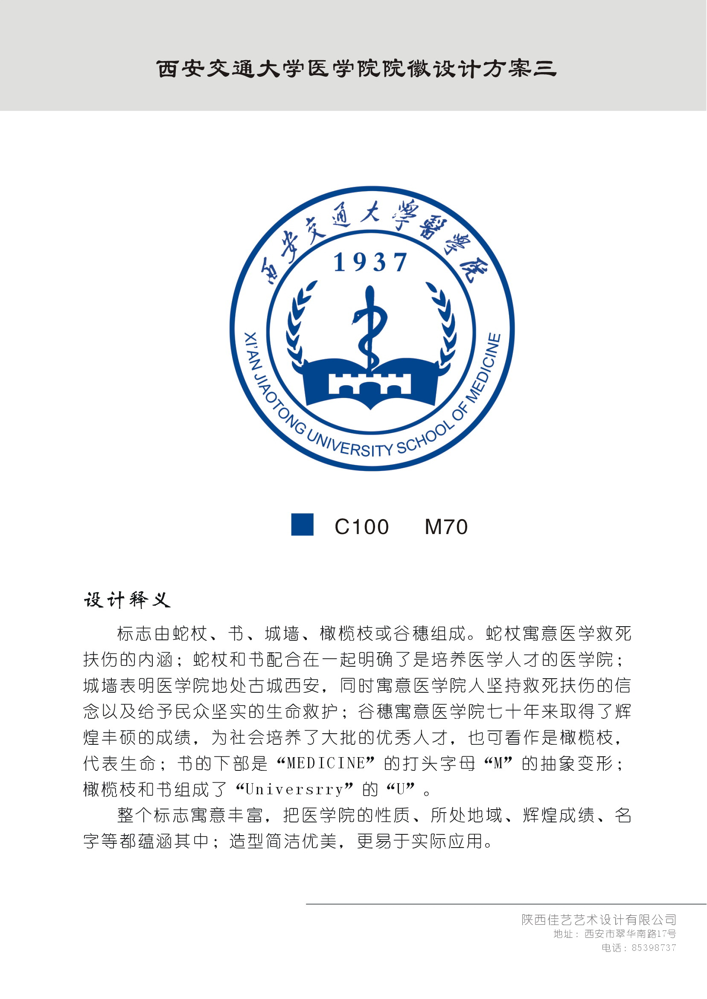 西安交通大学医学院院徽设计方案三
西安交通大學醫学院
1937
XI'AN JIAOTONG UNIVERSITY SCHOOL OF MEDICINE
C100 M70
设计释义
标志由蛇杖、书、城墙、橄榄枝或谷穗组成。蛇杖寓意医学救死
扶伤的内涵；蛇杖和书配合在一起明确了是培养医学人才的医学院；
城墙表明医学院地处古城西安，同时寓意医学院人坚持救死扶伤的信
念以及给予民众坚实的生命救护；谷穗寓意医学院七十年来取得了辉
煌丰硕的成绩，为社会培养了大批的优秀人才，也可看作是橄榄枝，
代表生命；书的下部是“MEDICINE”的打头字母“M”的抽象变形；
橄榄枝和书组成了“Universrry”的“U”。
整个标志寓意丰富，把医学院的性质、所处地域、辉煌成绩、名
字等都蕴涵其中；造型简洁优美，更易于实际应用。
陕西佳艺艺术设计有限公司
地址：西安市翠华南路17号
电话：85398737